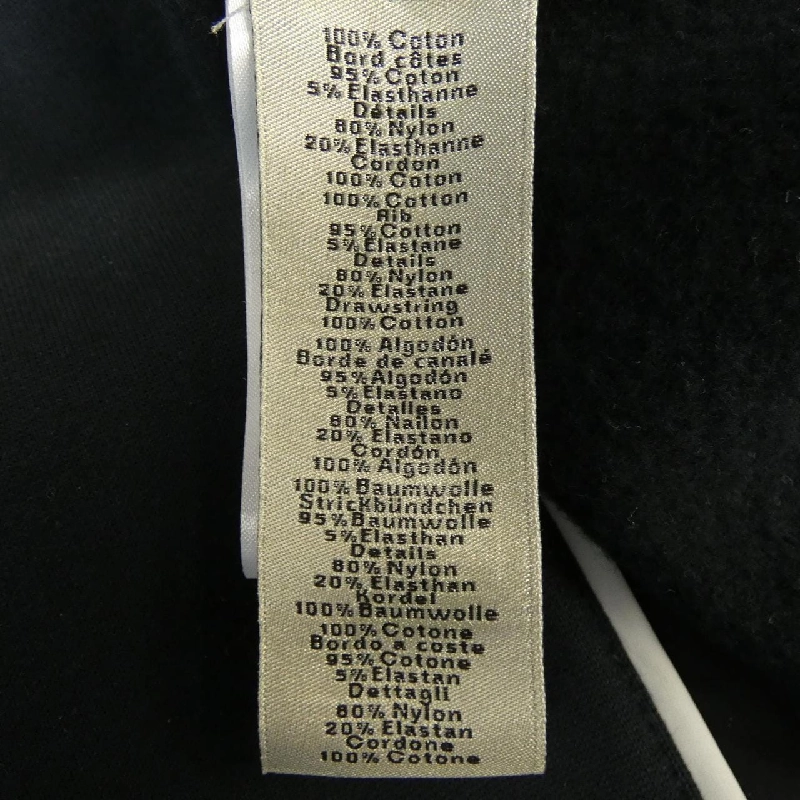 100% Coton
Bord côtes
95% Coton
5% Elasthanne
Détails
80% Nylon
20% Elasthanne
Cordon
100% Coton
100% Cotton
Rib
95% Cotton
5% Elastane
Details
80% Nylon
20% Elastane
Drawstring
100% Cotton
100% Algodón
Borde de canalé
95% Algodón
5% Elastano
Detalles
80% Nailon
20% Elastano
Cordón
100% Algodón
100% Baumwolle
Strickbündchen
95% Baumwolle
5% Elasthan
Details
80% Nylon
20% Elasthan
Kordel
100% Baumwolle
100% Cotone
Bordo a coste
95% Cotone
5% Elastan
Dettagli
80% Nylon
20% Elastan
Cordone
100% Cotone